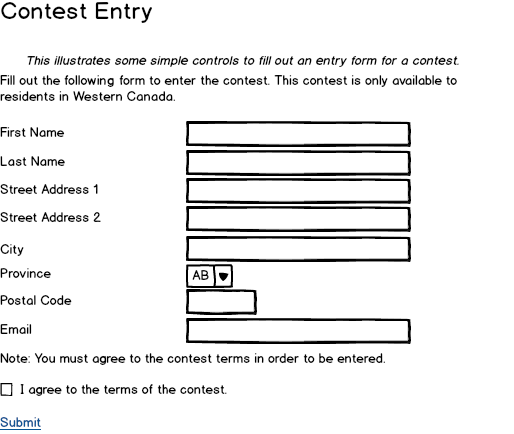 Contest Entry
This illustrates some simple controls to fill out an entry form for a contest.
Fill out the following form to enter the contest. This contest is only available to
residents in Western Canada.
First Name
Last Name
Street Address 1
Street Address 2
City
Province
AB
Postal Code
Email
Note: You must agree to the contest terms in order to be entered.
I agree to the terms of the contest.
Submit